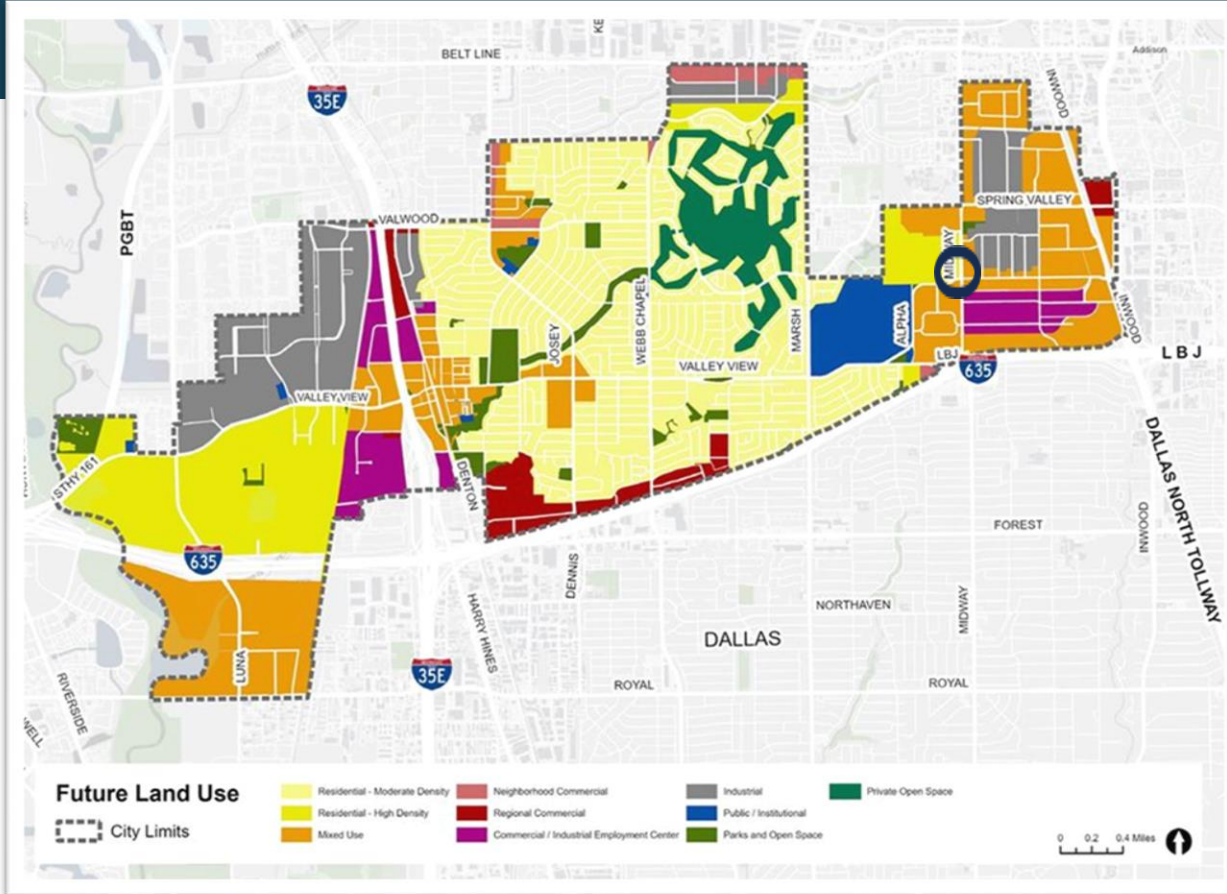 BELT LINE
Addison
INWOOD
35E
PGBT
VALWOOD
SPRING VALLEY
MIDWAY
JOSEY
WEBB CHAPEL
MARSH
ALPHA
INWOOD
LBJ
LBJ
635
VALLEY VIEW
VALLEY VIEW
STHY 161
DENTON
DALLAS NORTH TOLLWAY
FOREST
INWOOD
635
DENNIS
HARRY HINES
NORTHAVEN
MIDWAY
DALLAS
LUNA
35E
ROYAL
ROYAL
RIVERSIDE
Future Land Use
City Limits
Residential - Moderate Density
Residential - High Density
Mixed Use
Neighborhood Commercial
Regional Commercial
Commercial / Industrial Employment Center
Industrial
Public / Institutional
Parks and Open Space
Private Open Space
0 0.2 0.4 Miles